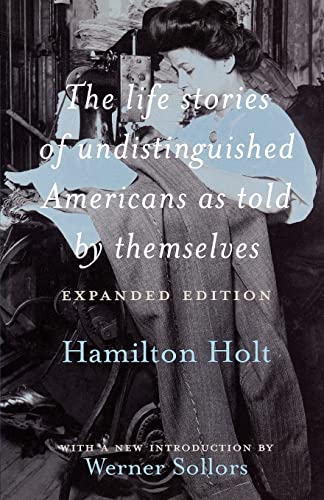 The life stories
of undistinguished
Americans as told
by themselves
EXPANDED EDITION
Hamilton Holt
WITH A NEW INTRODUCTION BY
Werner Sollors